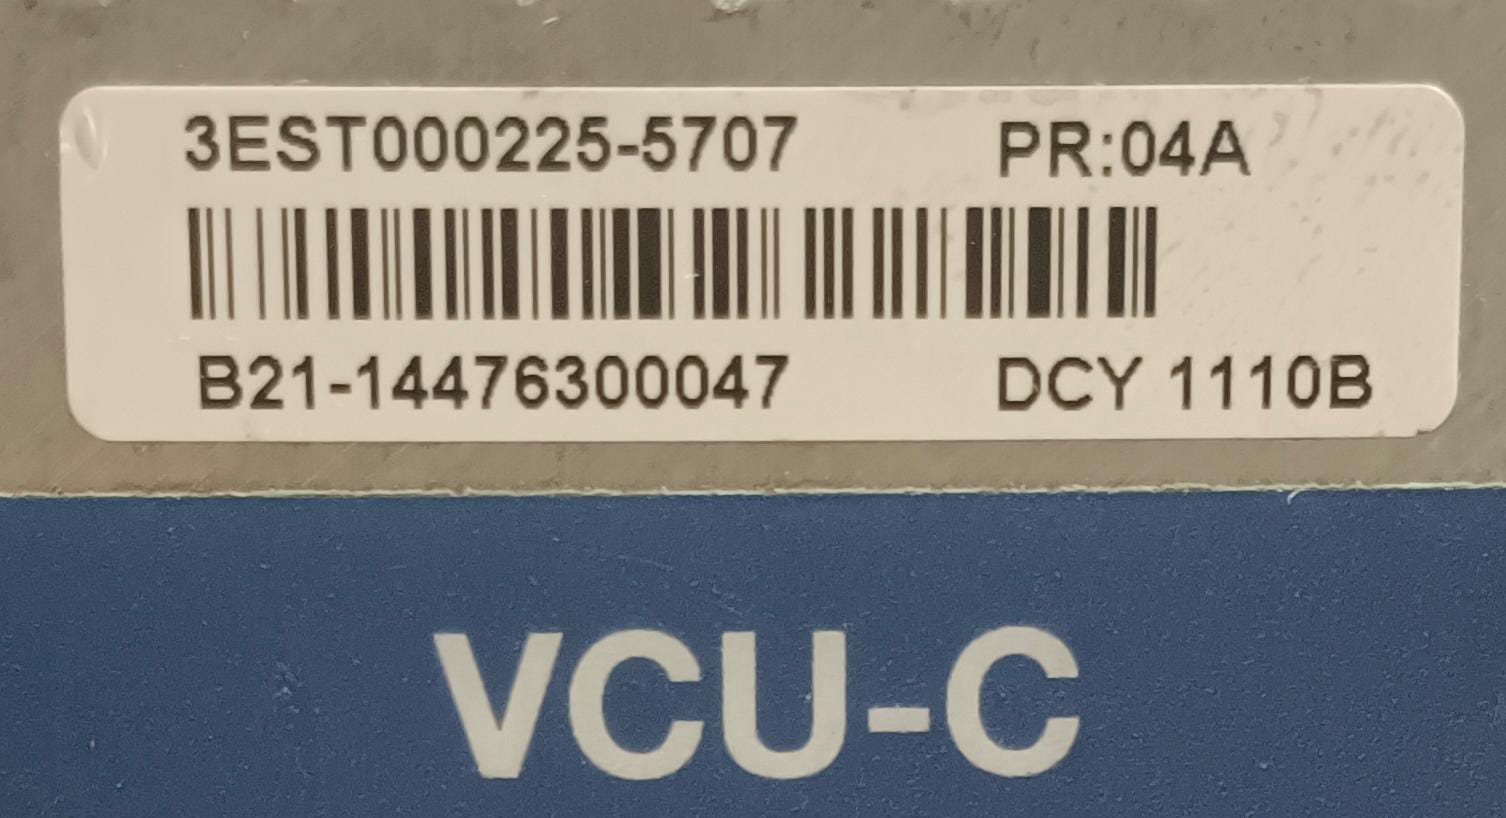 3EST000225-5707 PR:04A
B21-14476300047 DCY 1110B
VCU-C